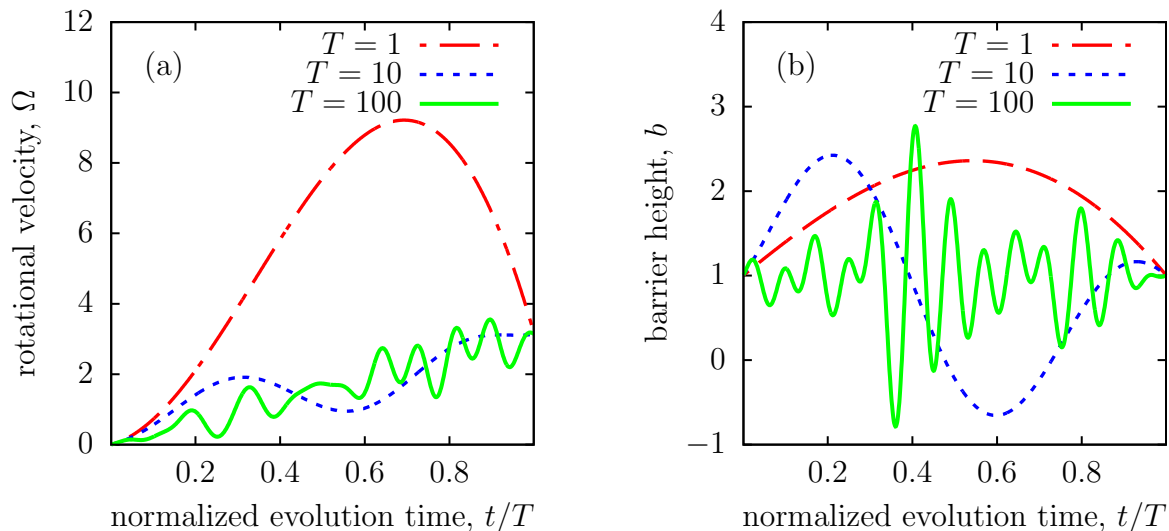 rotational velocity, Ω
12
10
8
6
4
2
0
(a)
T = 1
T = 10
T = 100
0.2 0.4 0.6 0.8
normalized evolution time, t/T
barrier height, b
4
3
2
1
0
−1
(b)
T = 1
T = 10
T = 100
0.2 0.4 0.6 0.8
normalized evolution time, t/T